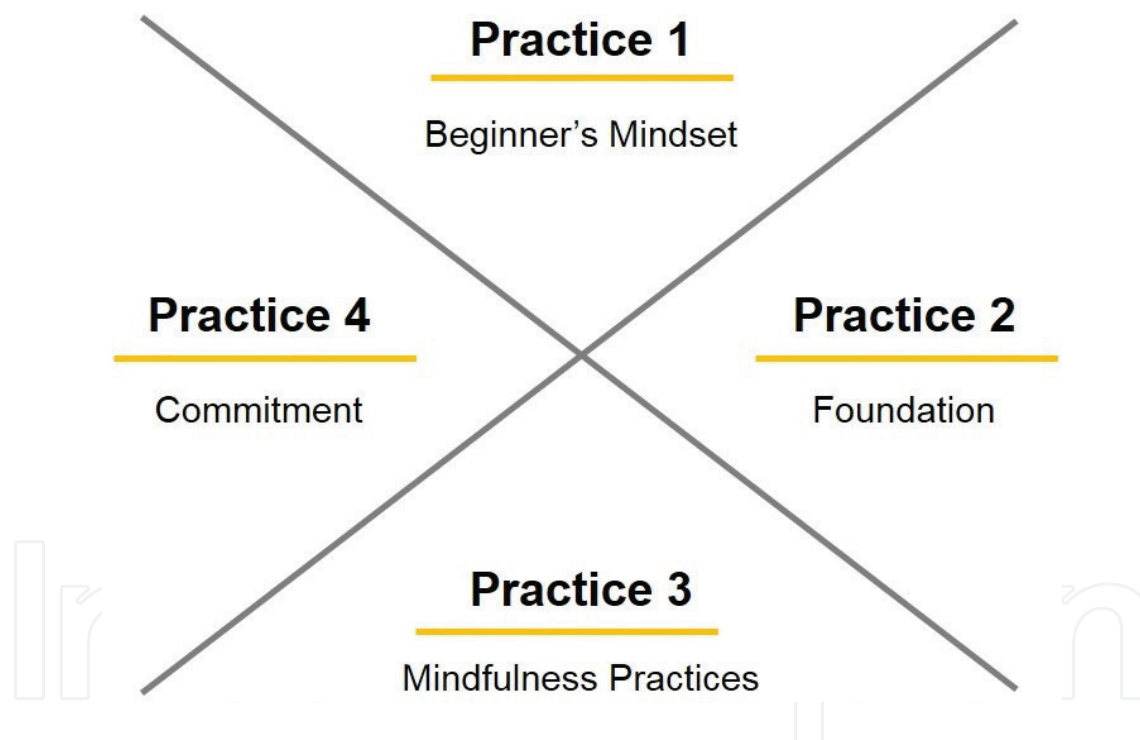 Practice 1
Beginner’s Mindset
Practice 4
Commitment
Practice 2
Foundation
Practice 3
Mindfulness Practices